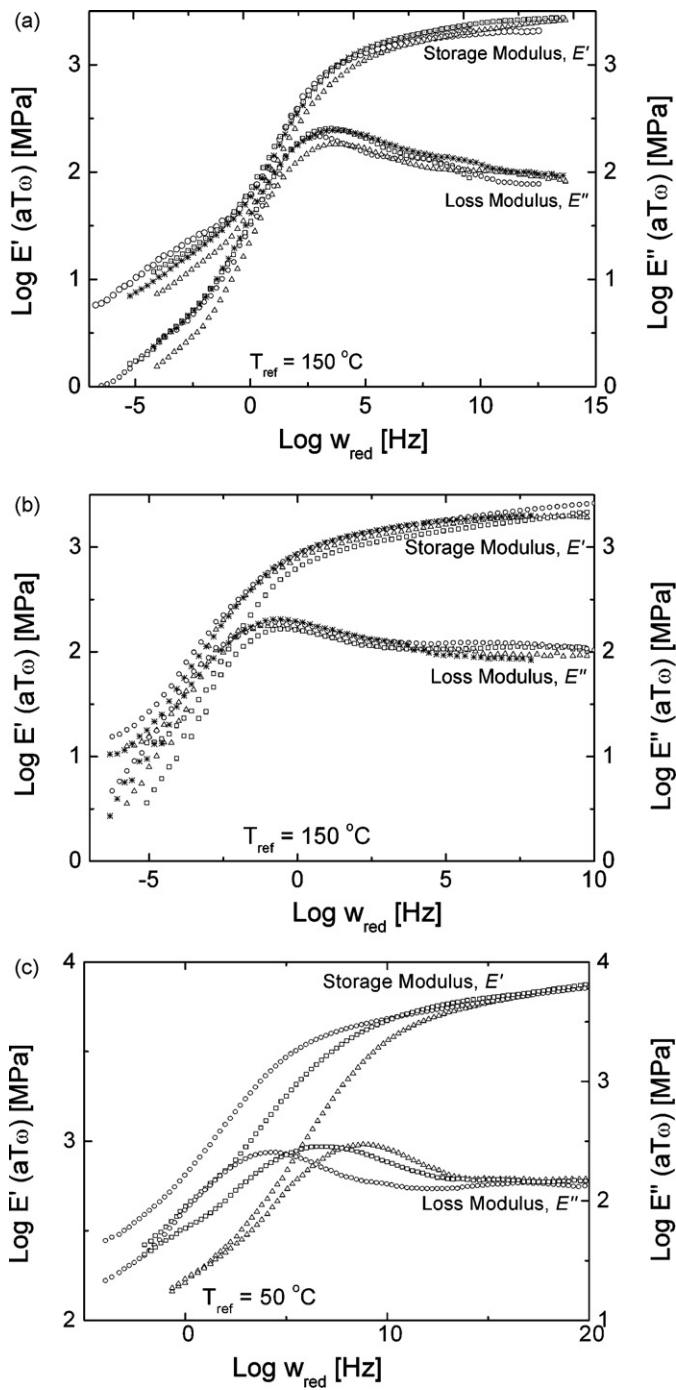 (a)
3
2
1
0
Log E' (aTω) [MPa]
Storage Modulus, E'
Loss Modulus, E"
T_ref = 150 °C
3
2
1
0
Log E" (aTω) [MPa]
-5 0 5 10 15
Log w_red [Hz]
(b)
3
2
1
0
Log E' (aTω) [MPa]
Storage Modulus, E'
Loss Modulus, E"
T_ref = 150 °C
3
2
1
0
Log E" (aTω) [MPa]
-5 0 5 10
Log w_red [Hz]
(c)
4
3
2
Log E' (aTω) [MPa]
Storage Modulus, E'
Loss Modulus, E"
T_ref = 50 °C
4
3
2
1
Log E" (aTω) [MPa]
0 10 20
Log w_red [Hz]